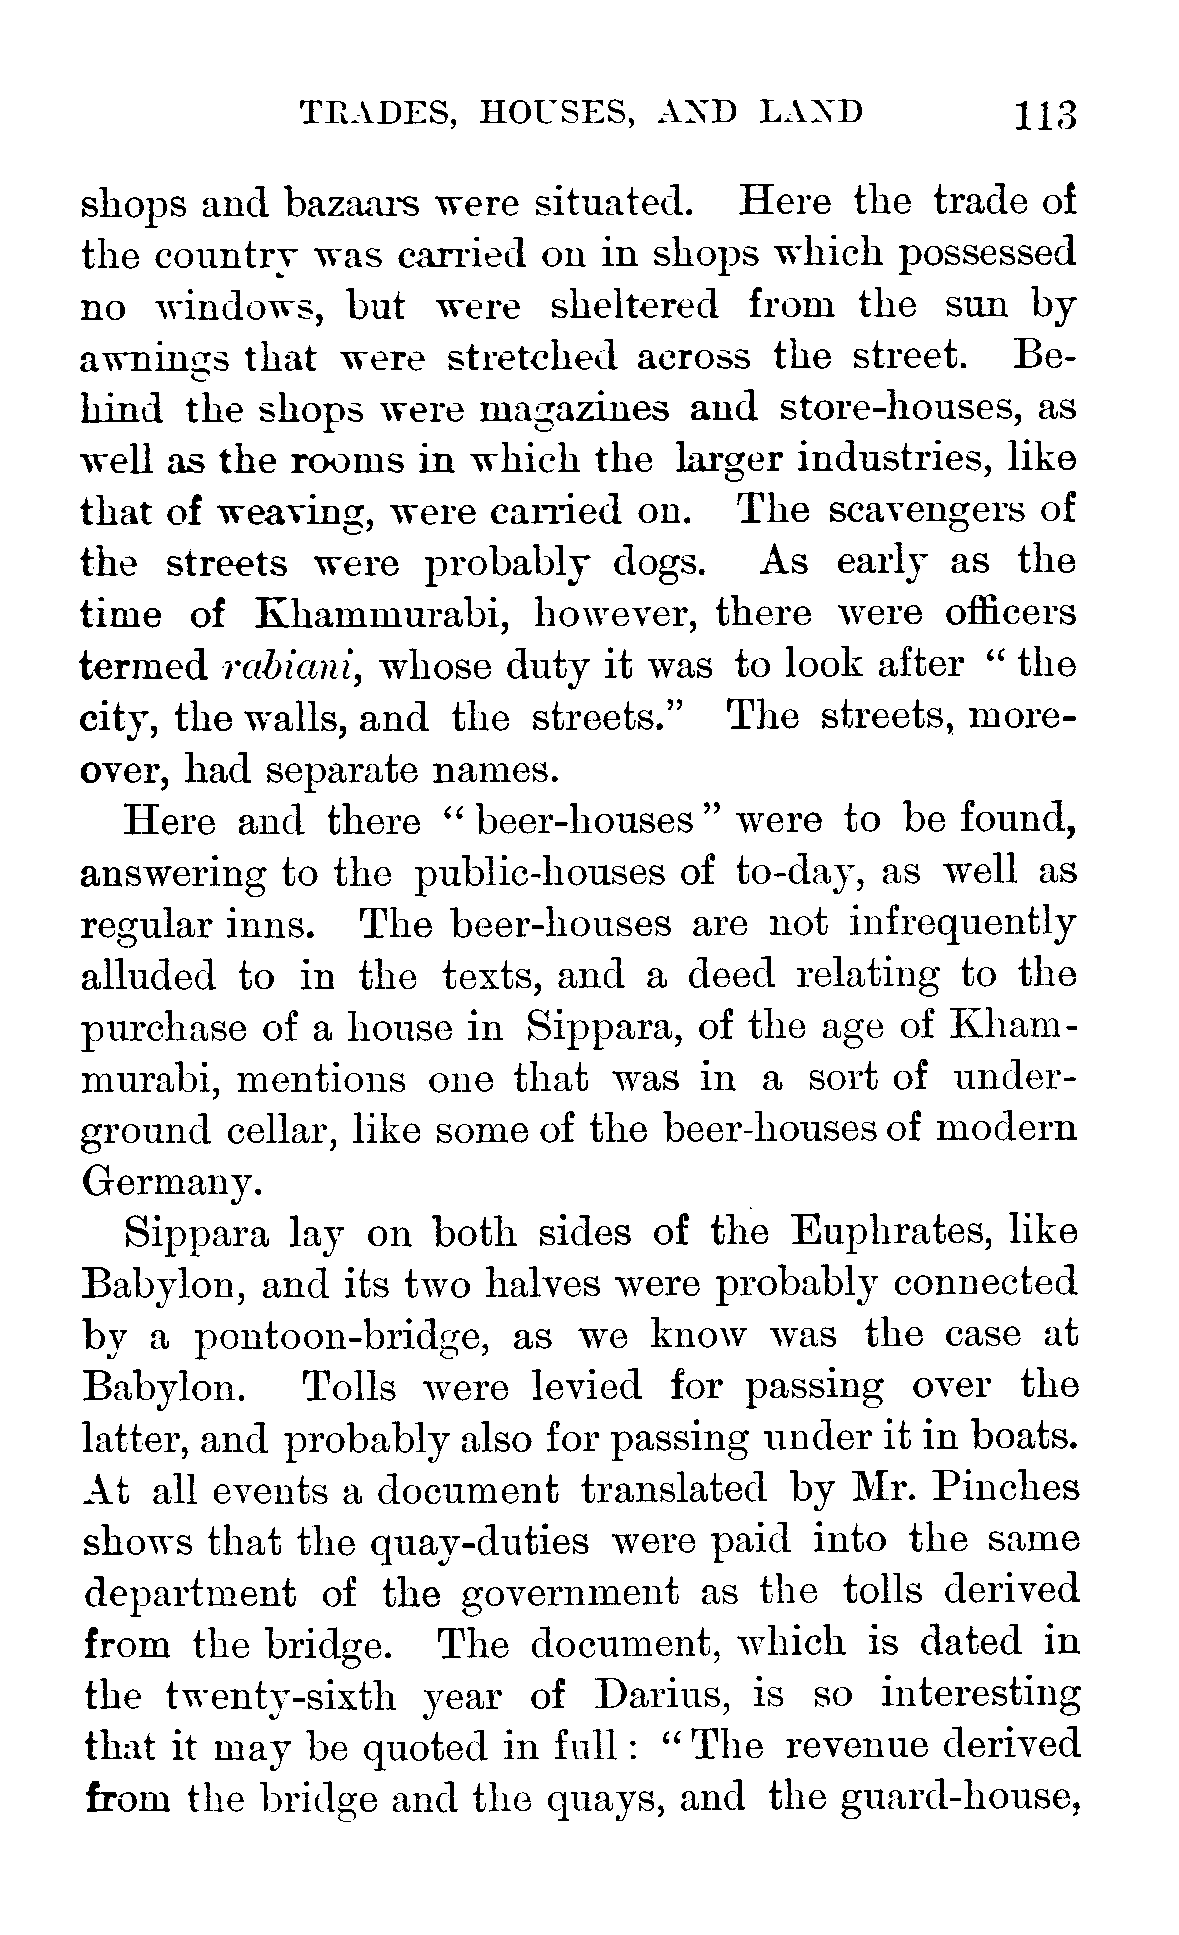 TRADES, HOUSES, AND LAND 113
shops and bazaars were situated. Here the trade of
the country was carried on in shops which possessed
no windows, but were sheltered from the sun by
awnings that were stretched across the street. Be-
hind the shops were magazines and store-houses, as
well as the rooms in which the larger industries, like
that of weaving, were carried on. The scavengers of
the streets were probably dogs. As early as the
time of Khammurabi, however, there were officers
termed rabiani, whose duty it was to look after “ the
city, the walls, and the streets.” The streets, more-
over, had separate names.
Here and there “ beer-houses ” were to be found,
answering to the public-houses of to-day, as well as
regular inns. The beer-houses are not infrequently
alluded to in the texts, and a deed relating to the
purchase of a house in Sippara, of the age of Kham-
murabi, mentions one that was in a sort of under-
ground cellar, like some of the beer-houses of modern
Germany.
Sippara lay on both sides of the Euphrates, like
Babylon, and its two halves were probably connected
by a pontoon-bridge, as we know was the case at
Babylon. Tolls were levied for passing over the
latter, and probably also for passing under it in boats.
At all events a document translated by Mr. Pinches
shows that the quay-duties were paid into the same
department of the government as the tolls derived
from the bridge. The document, which is dated in
the twenty-sixth year of Darius, is so interesting
that it may be quoted in full : “ The revenue derived
from the bridge and the quays, and the guard-house,